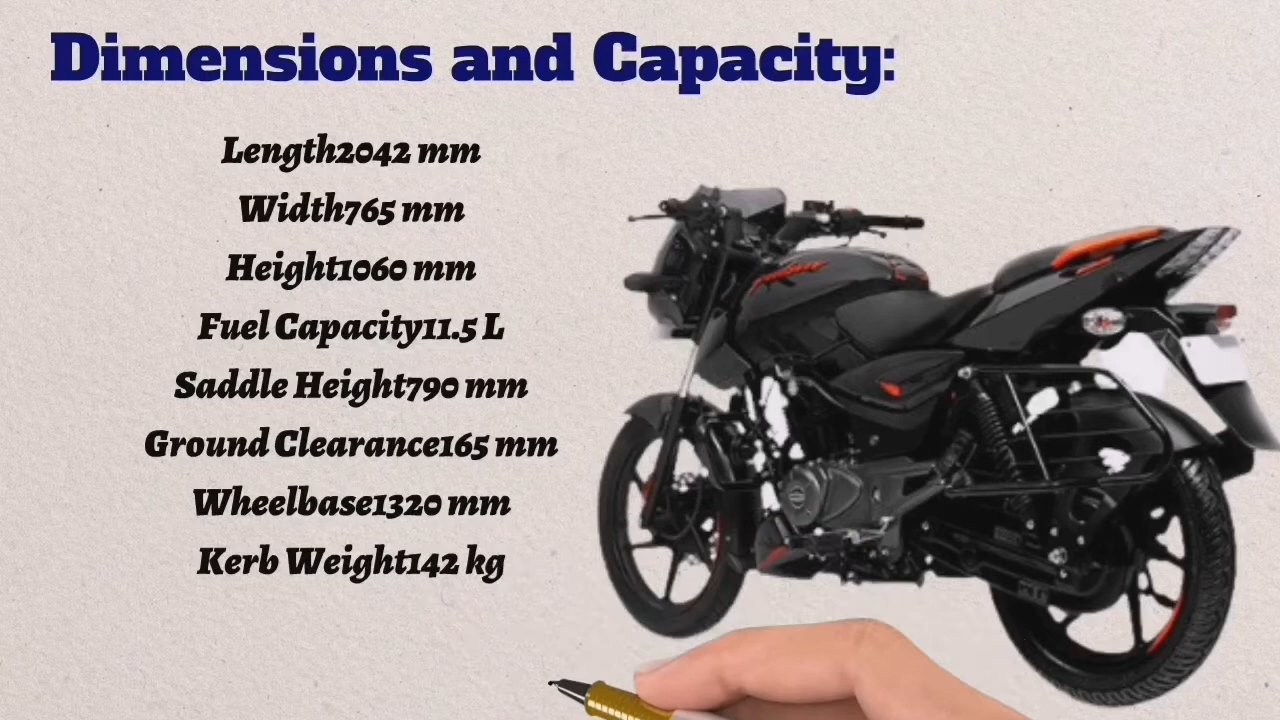 Dimensions and Capacity:
Length2042 mm
Width765 mm
Height1060 mm
Fuel Capacity11.5 L
Saddle Height790 mm
Ground Clearance165 mm
Wheelbase1320 mm
Kerb Weight142 kg